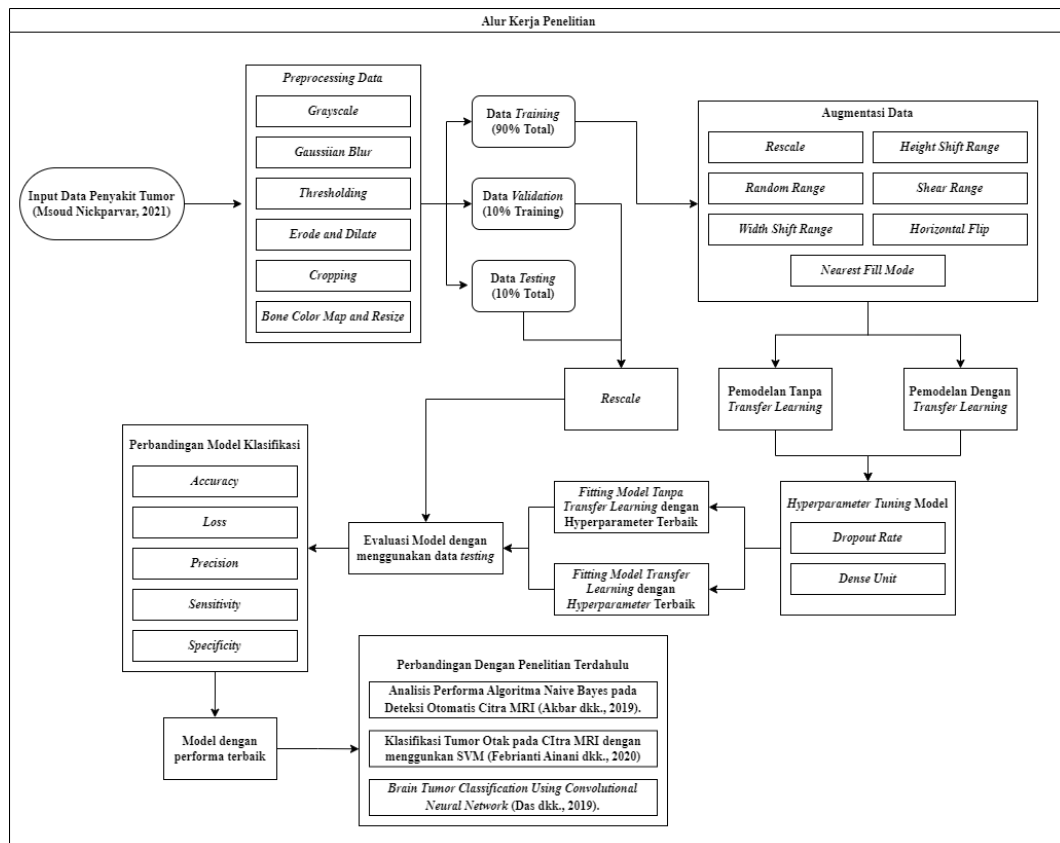 Alur Kerja Penelitian
Input Data Penyakit Tumor
(Msoud Nickparvar, 2021)
Preprocessing Data
Grayscale
Gaussiian Blur
Thresholding
Erode and Dilate
Cropping
Bone Color Map and Resize
Data Training
(90% Total)
Data Validation
(10% Training)
Data Testing
(10% Total)
Augmentasi Data
Rescale
Height Shift Range
Random Range
Shear Range
Width Shift Range
Horizontal Flip
Nearest Fill Mode
Rescale
Pemodelan Tanpa
Transfer Learning
Pemodelan Dengan
Transfer Learning
Hyperparameter Tuning Model
Dropout Rate
Dense Unit
Fitting Model Tanpa
Transfer Learning dengan
Hyperparameter Terbaik
Fitting Model Transfer
Learning dengan
Hyperparameter Terbaik
Evaluasi Model dengan
menggunakan data testing
Perbandingan Model Klasifikasi
Accuracy
Loss
Precision
Sensitivity
Specificity
Model dengan
performa terbaik
Perbandingan Dengan Penelitian Terdahulu
Analisis Performa Algoritma Naive Bayes pada
Deteksi Otomatis Citra MRI (Akbar dkk., 2019).
Klasifikasi Tumor Otak pada CItra MRI dengan
menggunkan SVM (Febrianti Ainani dkk., 2020)
Brain Tumor Classification Using Convolutional
Neural Network (Das dkk., 2019).